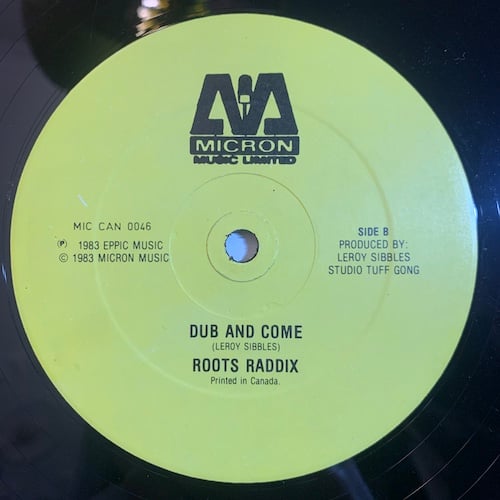 MICRON
MUSIC LIMITED
MIC CAN 0046
Ⓟ 1983 EPPIC MUSIC
© 1983 MICRON MUSIC
SIDE B
PRODUCED BY:
LEROY SIBBLES
STUDIO TUFF GONG
DUB AND COME
(LEROY SIBBLES)
ROOTS RADDIX
Printed in Canada.